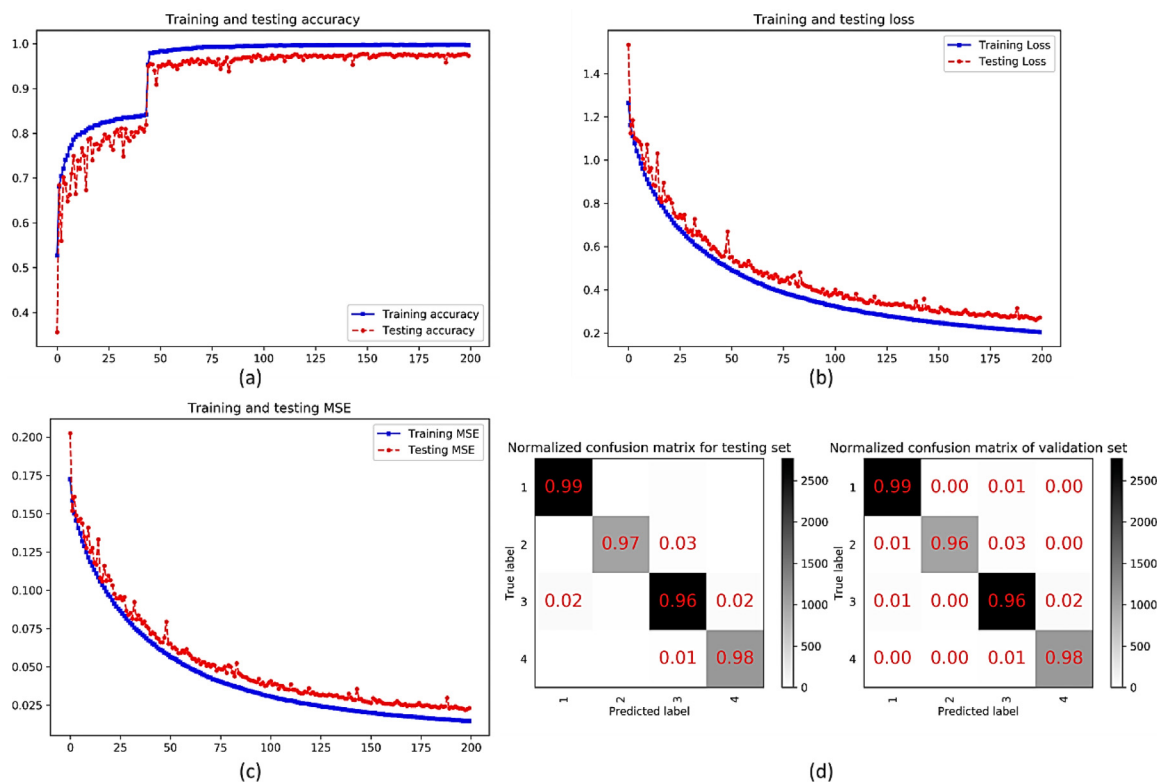 Training and testing accuracy
1.0
0.9
0.8
0.7
0.6
0.5
0.4
Training accuracy
Testing accuracy
0 25 50 75 100 125 150 175 200
(a)
Training and testing loss
Training Loss
Testing Loss
1.4
1.2
1.0
0.8
0.6
0.4
0.2
0 25 50 75 100 125 150 175 200
(b)
Training and testing MSE
Training MSE
Testing MSE
0.200
0.175
0.150
0.125
0.100
0.075
0.050
0.025
0 25 50 75 100 125 150 175 200
(c)
Normalized confusion matrix for testing set
True label
1 0.99
2 0.97 0.03
3 0.02 0.96 0.02
4 0.01 0.98
1 2 3 4
Predicted label
2500
2000
1500
1000
500
0
Normalized confusion matrix of validation set
True label
1 0.99 0.00 0.01 0.00
2 0.01 0.96 0.03 0.00
3 0.01 0.00 0.96 0.02
4 0.00 0.00 0.01 0.98
1 2 3 4
Predicted label
2500
2000
1500
1000
500
0
(d)